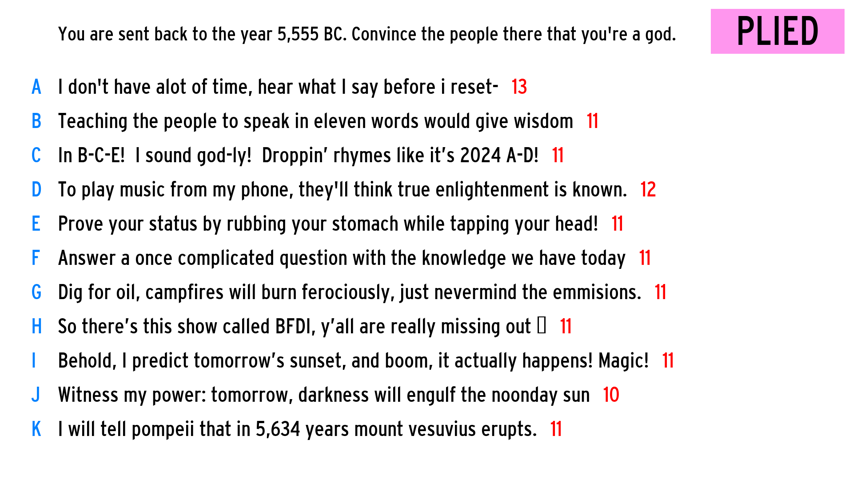 You are sent back to the year 5,555 BC. Convince the people there that you're a god.
PLIED
A I don't have alot of time, hear what I say before i reset- 13
B Teaching the people to speak in eleven words would give wisdom 11
C In B-C-E! I sound god-ly! Droppin’ rhymes like it’s 2024 A-D! 11
D To play music from my phone, they'll think true enlightenment is known. 12
E Prove your status by rubbing your stomach while tapping your head! 11
F Answer a once complicated question with the knowledge we have today 11
G Dig for oil, campfires will burn ferociously, just nevermind the emmisions. 11
H So there’s this show called BFDI, y’all are really missing out 11
I Behold, I predict tomorrow’s sunset, and boom, it actually happens! Magic! 11
J Witness my power: tomorrow, darkness will engulf the noonday sun 10
K I will tell pompeii that in 5,634 years mount vesuvius erupts. 11